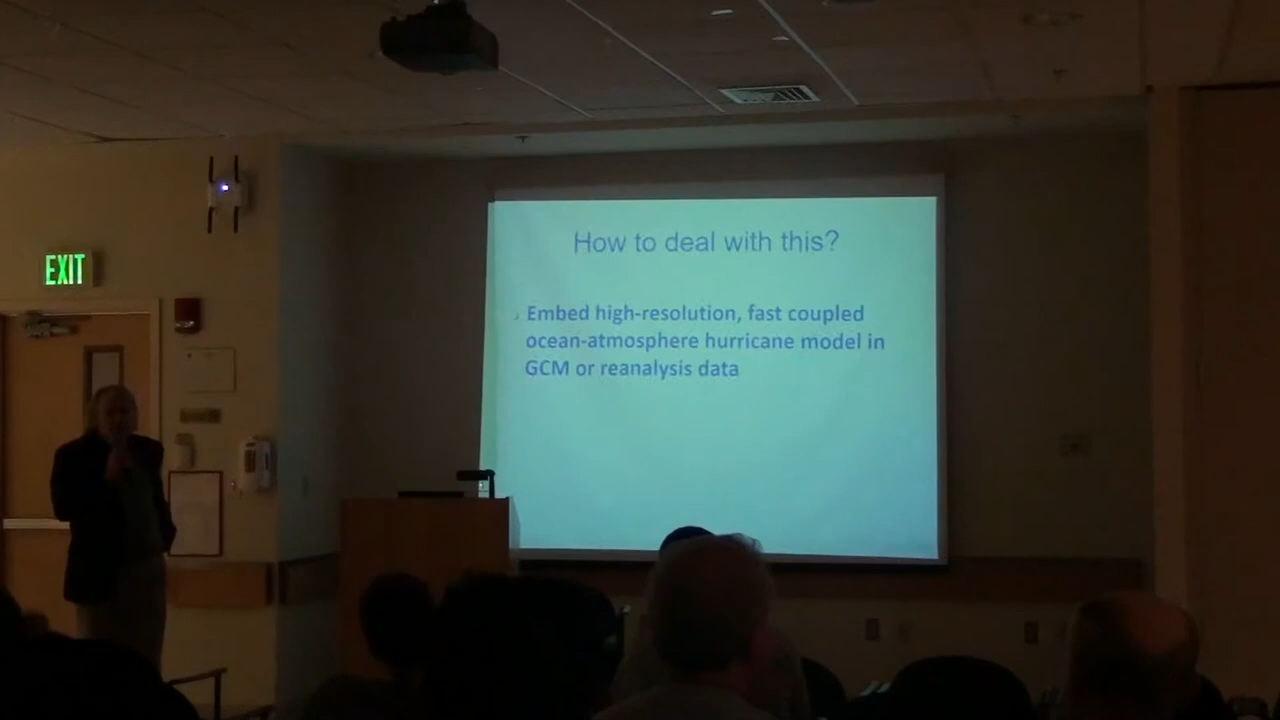 How to deal with this?
EXIT
Embed high-resolution, fast coupled
ocean-atmosphere hurricane model in
GCM or reanalysis data